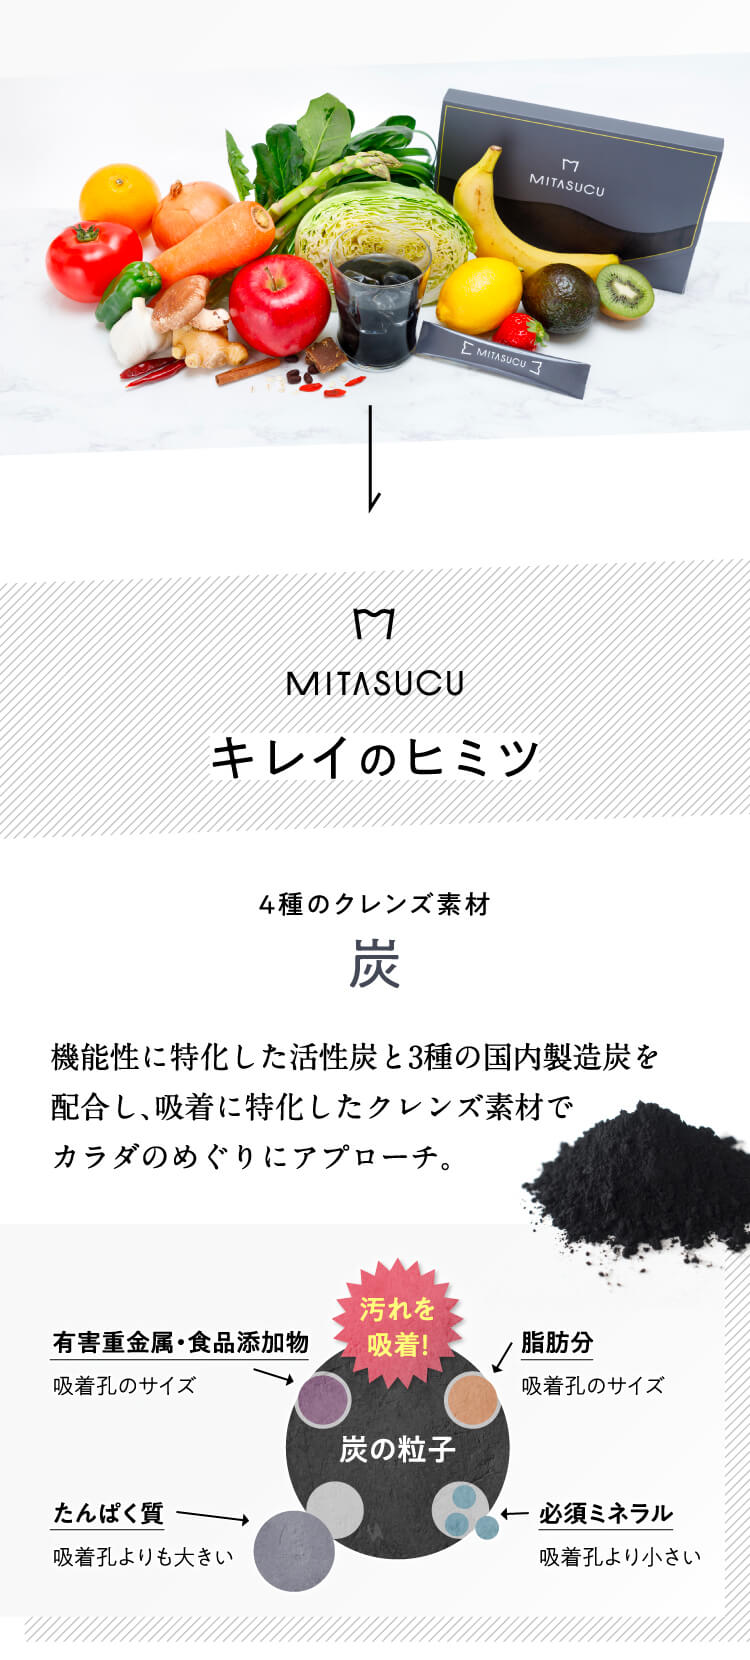 MITASUCU
MITASUCU
MITASUCU
キレイのヒミツ
4種のクレンズ素材
炭
機能性に特化した活性炭と3種の国内製造炭を
配合し、吸着に特化したクレンズ素材で
カラダのめぐりにアプローチ。
汚れを
吸着!
有害重金属・食品添加物
吸着孔のサイズ
脂肪分
吸着孔のサイズ
炭の粒子
たんぱく質
吸着孔よりも大きい
必須ミネラル
吸着孔より小さい